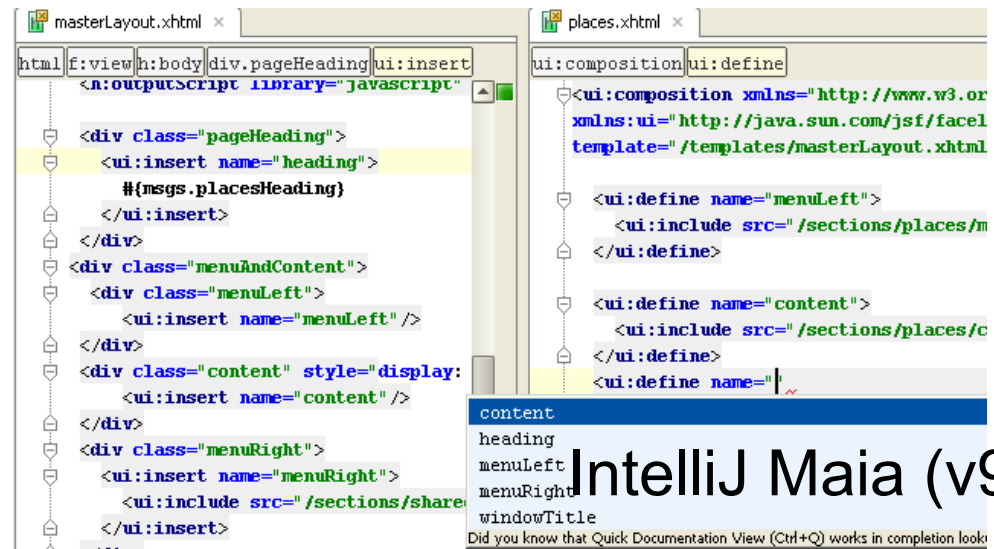 masterLayout.xhtml
html f:view h:body div.pageHeading ui:insert
<h:outputScript library="javascript"
<div class="pageHeading">
<ui:insert name="heading">
#{msgs.placesHeading}
</ui:insert>
</div>
<div class="menuAndContent">
<div class="menuLeft">
<ui:insert name="menuLeft"/>
</div>
<div class="content" style="display:
<ui:insert name="content"/>
</div>
<div class="menuRight">
<ui:insert name="menuRight">
<ui:include src="/sections/share
</ui:insert>
places.xhtml
ui:composition ui:define
<ui:composition xmlns="http://www.w3.or
xmlns:ui="http://java.sun.com/jsf/facel
template="/templates/masterLayout.xhtml
<ui:define name="menuLeft">
<ui:include src="/sections/places/m
</ui:define>
<ui:define name="content">
<ui:include src="/sections/places/c
</ui:define>
<ui:define name=""
content
heading
menuLeft
menuRight
windowTitle
Did you know that Quick Documentation View (Ctrl+Q) works in completion look
IntelliJ Maia (v9